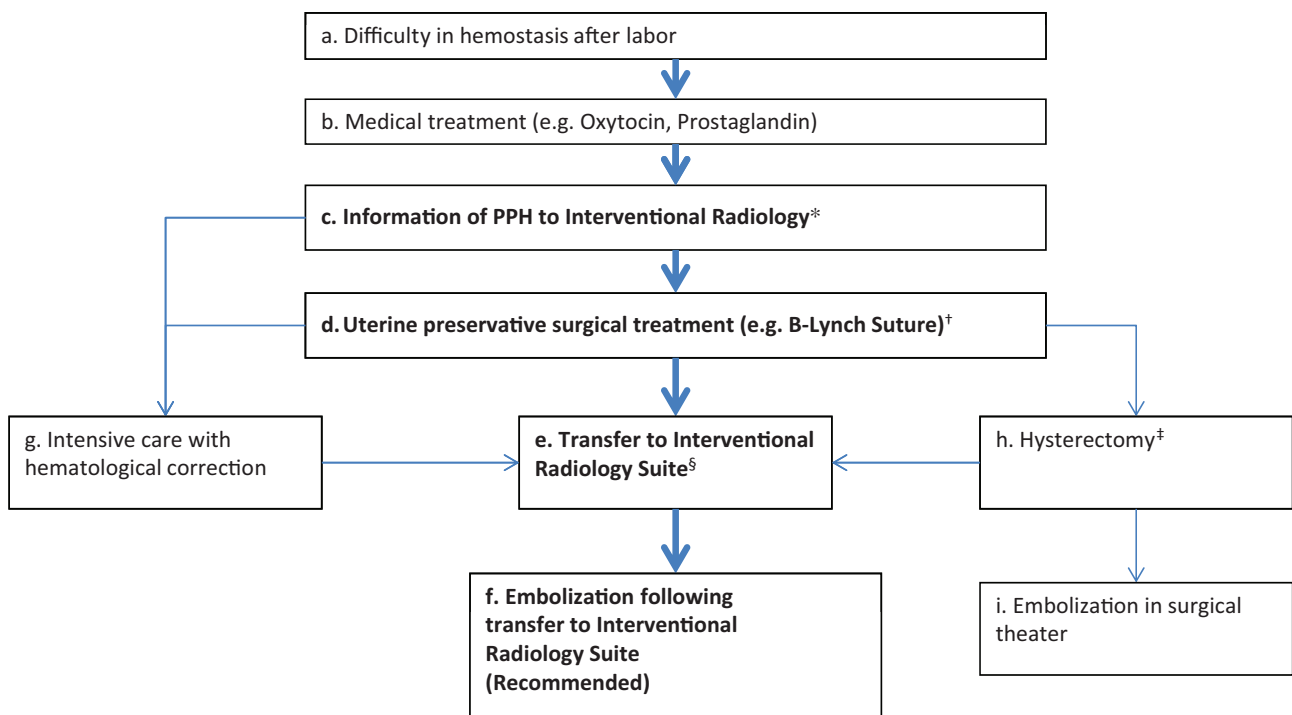 a. Difficulty in hemostasis after labor
b. Medical treatment (e.g. Oxytocin, Prostaglandin)
c. Information of PPH to Interventional Radiology*
d. Uterine preservative surgical treatment (e.g. B-Lynch Suture)†
g. Intensive care with
hematological correction
e. Transfer to Interventional
Radiology Suite§
h. Hysterectomy‡
f. Embolization following
transfer to Interventional
Radiology Suite
(Recommended)
i. Embolization in surgical
theater